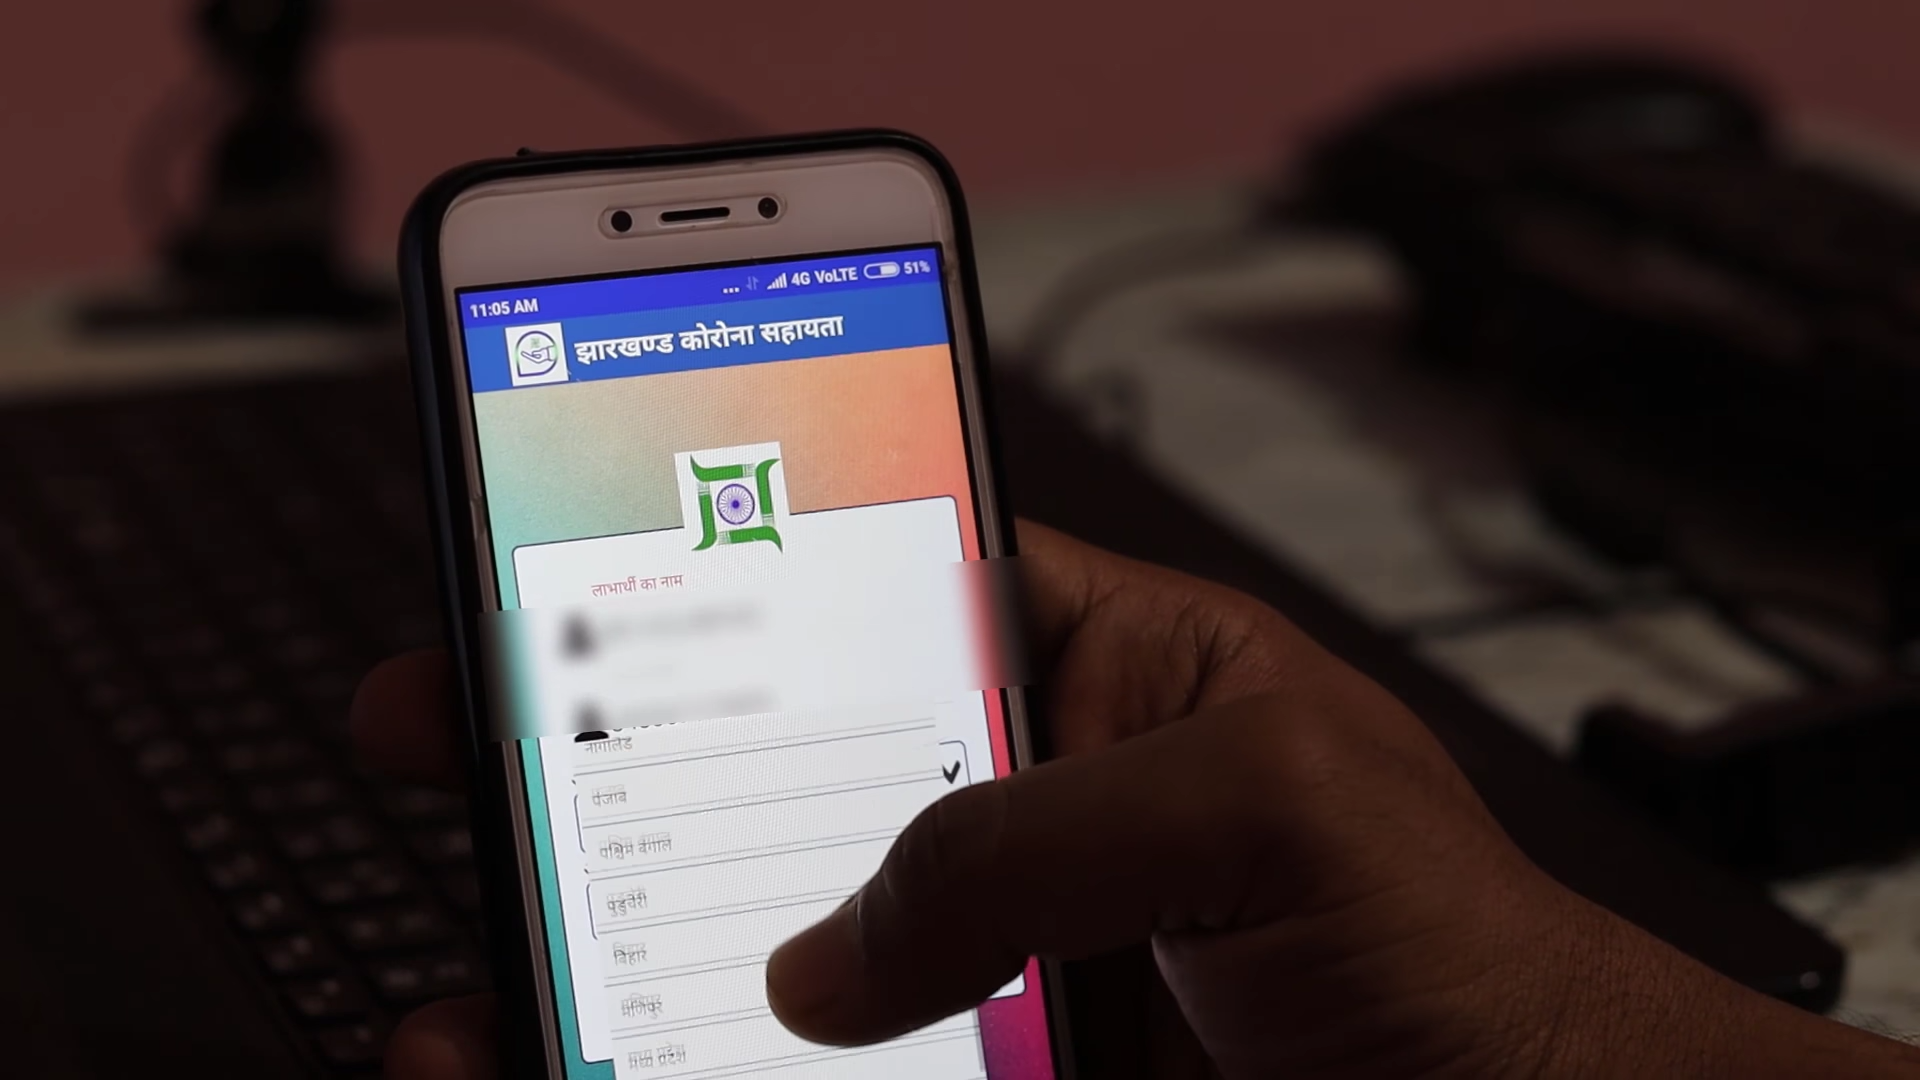 11:05 AM
... 4G VoLTE 51%
झारखण्ड कोरोना सहायता
लाभार्थी का नाम
नागालैंड
पंजाब
पश्चिम बंगाल
पुडुचेरी
बिहार
मणिपुर
मध्य प्रदेश